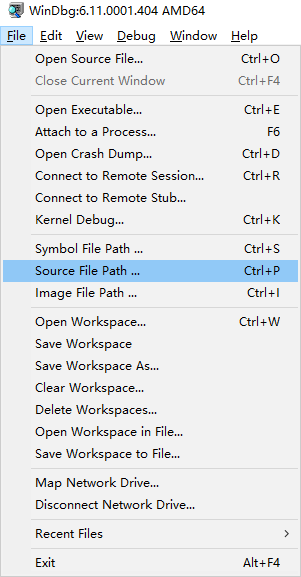 WinDbg:6.11.0001.404 AMD64
File Edit View Debug Window Help
Open Source File... Ctrl+O
Close Current Window Ctrl+F4
Open Executable... Ctrl+E
Attach to a Process... F6
Open Crash Dump... Ctrl+D
Connect to Remote Session... Ctrl+R
Connect to Remote Stub...
Kernel Debug... Ctrl+K
Symbol File Path ... Ctrl+S
Source File Path ... Ctrl+P
Image File Path ... Ctrl+I
Open Workspace... Ctrl+W
Save Workspace
Save Workspace As...
Clear Workspace...
Delete Workspaces...
Open Workspace in File...
Save Workspace to File...
Map Network Drive...
Disconnect Network Drive...
Recent Files
Exit Alt+F4